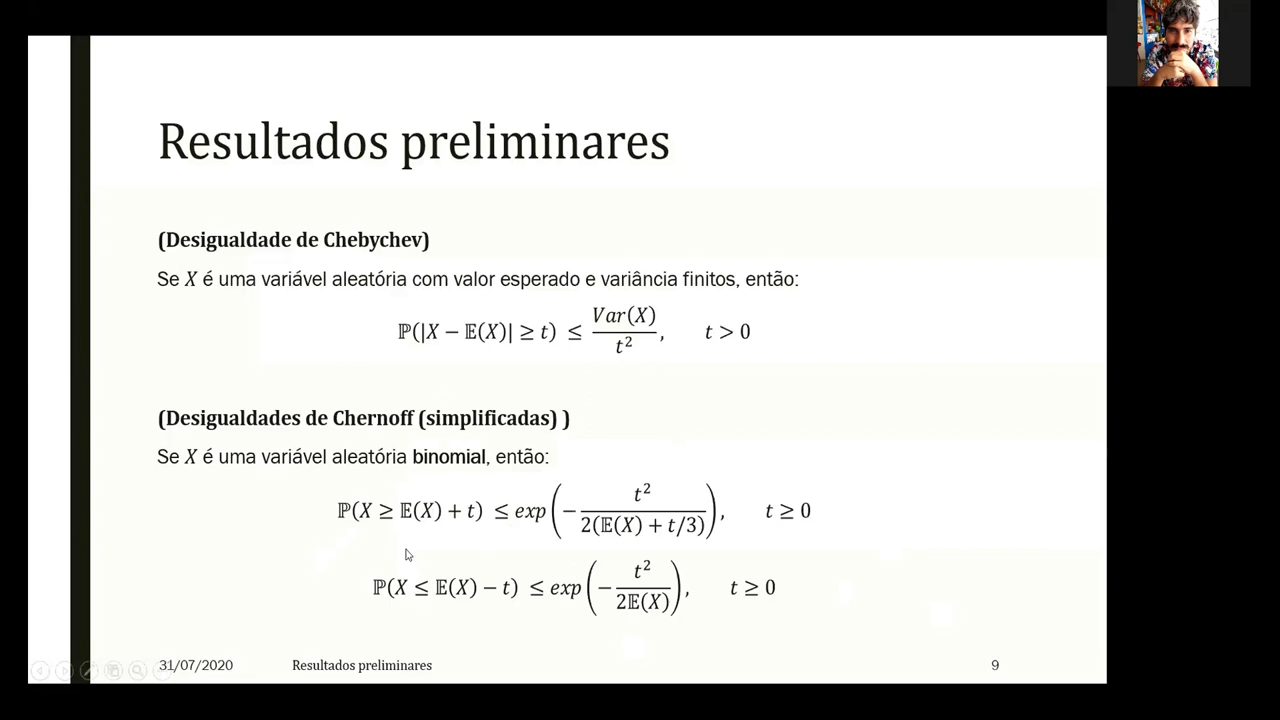 Resultados preliminares
(Desigualdade de Chebychev)
Se X é uma variável aleatória com valor esperado e variância finitos, então:
ℙ(|X − 𝔼(X)| ≥ t) ≤ Var(X)/t², t > 0
(Desigualdades de Chernoff (simplificadas) )
Se X é uma variável aleatória binomial, então:
ℙ(X ≥ 𝔼(X) + t) ≤ exp(− t²/2(𝔼(X) + t/3)), t ≥ 0
ℙ(X ≤ 𝔼(X) − t) ≤ exp(− t²/2𝔼(X)), t ≥ 0
31/07/2020 Resultados preliminares 9